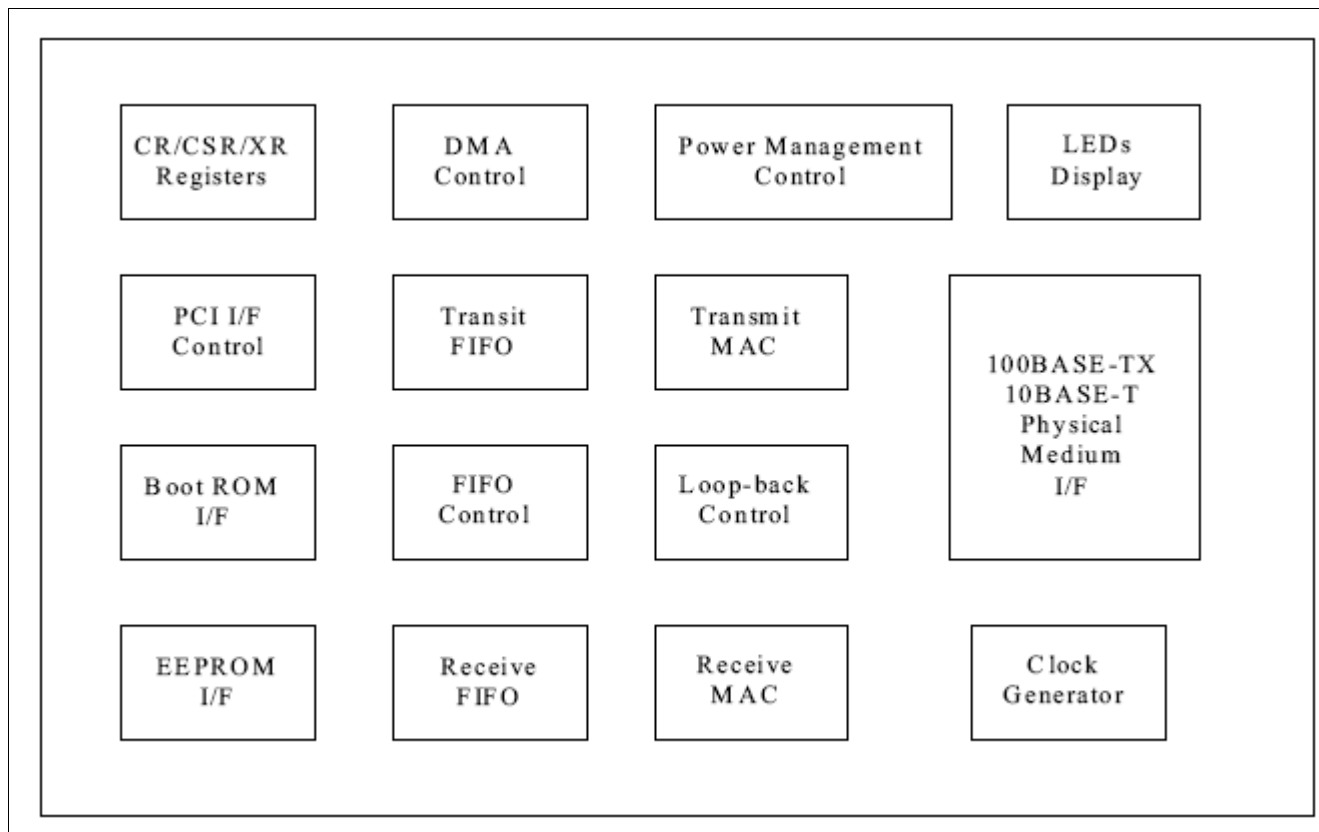 CR/CSR/XR
Registers
DMA
Control
Power Management
Control
LEDs
Display
PCI I/F
Control
Transit
FIFO
Transmit
MAC
100BASE-TX
10BASE-T
Physical
Medium
I/F
Boot ROM
I/F
FIFO
Control
Loop-back
Control
EEPROM
I/F
Receive
FIFO
Receive
MAC
Clock
Generator